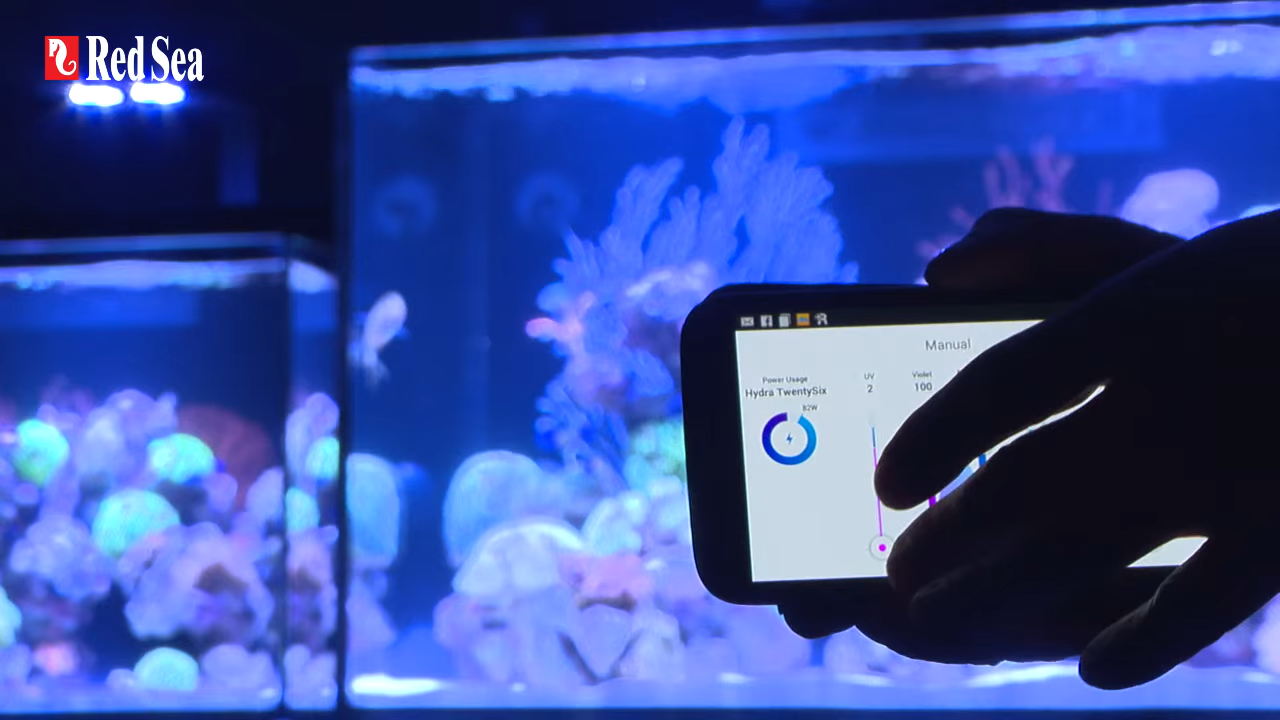 Red Sea
Manual
Power Usage
Hydra TwentySix
82W
UV
2
Violet
100